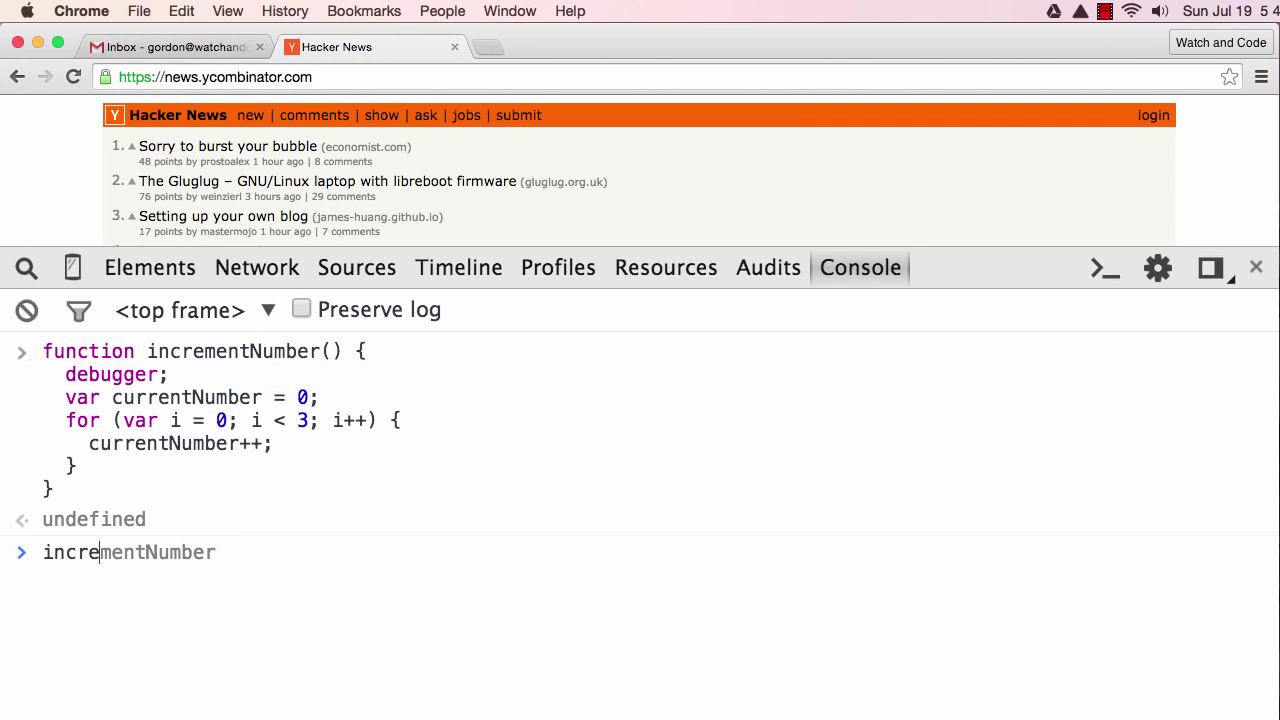 Chrome File Edit View History Bookmarks People Window Help Sun Jul 19 5 4
Inbox - gordon@watchand Hacker News Watch and Code
https://news.ycombinator.com
Y Hacker News new | comments | show | ask | jobs | submit login
1. Sorry to burst your bubble (economist.com)
48 points by prostoalex 1 hour ago | 8 comments
2. The Gluglug – GNU/Linux laptop with libreboot firmware (gluglug.org.uk)
76 points by weinzierl 3 hours ago | 29 comments
3. Setting up your own blog (james-huang.github.io)
17 points by mastermojo 1 hour ago | 7 comments
Elements Network Sources Timeline Profiles Resources Audits Console
<top frame> Preserve log
function incrementNumber() {
debugger;
var currentNumber = 0;
for (var i = 0; i < 3; i++) {
currentNumber++;
}
}
undefined
incrementNumber